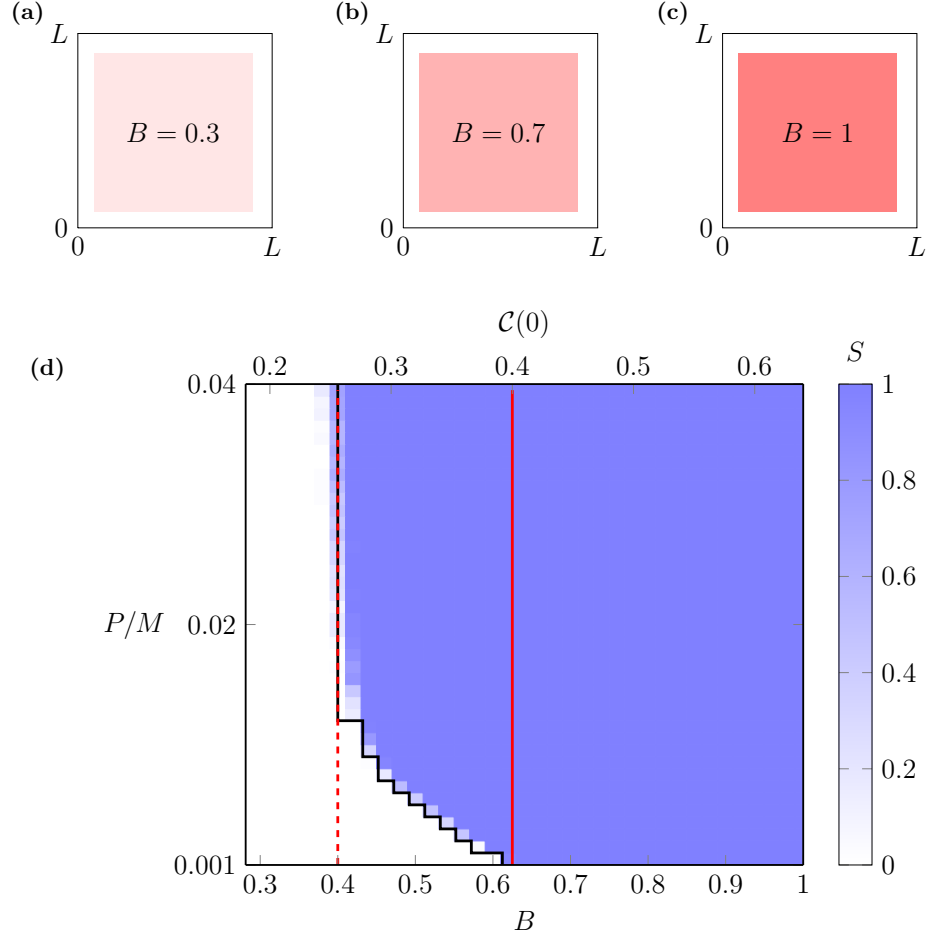 (a) (b) (c)
L L L
B = 0.3 B = 0.7 B = 1
0 0 0
0 L 0 L 0 L
𝒞(0)
(d) 0.2 0.3 0.4 0.5 0.6 S
0.04 1
0.8
0.6
P/M 0.02
0.4
0.2
0.001 0
0.3 0.4 0.5 0.6 0.7 0.8 0.9 1
B